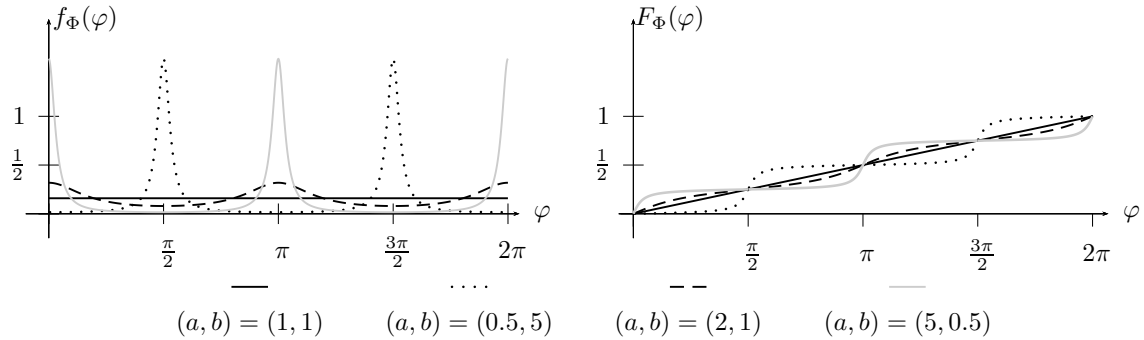 f_Φ(φ) F_Φ(φ)
1 1
1/2 1/2
φ φ
π/2 π 3π/2 2π π/2 π 3π/2 2π
(a, b) = (1, 1) (a, b) = (0.5, 5) (a, b) = (2, 1) (a, b) = (5, 0.5)